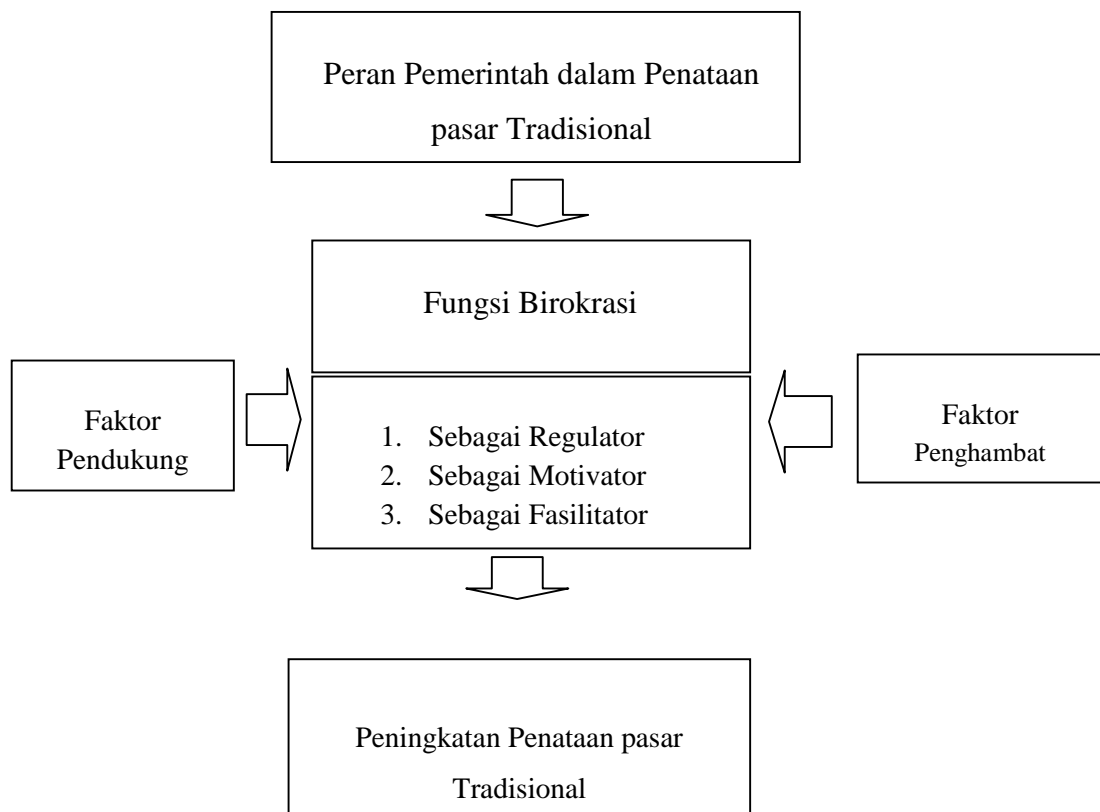 Peran Pemerintah dalam Penataan
pasar Tradisional
Fungsi Birokrasi
Faktor
Pendukung
1. Sebagai Regulator
2. Sebagai Motivator
3. Sebagai Fasilitator
Faktor
Penghambat
Peningkatan Penataan pasar
Tradisional